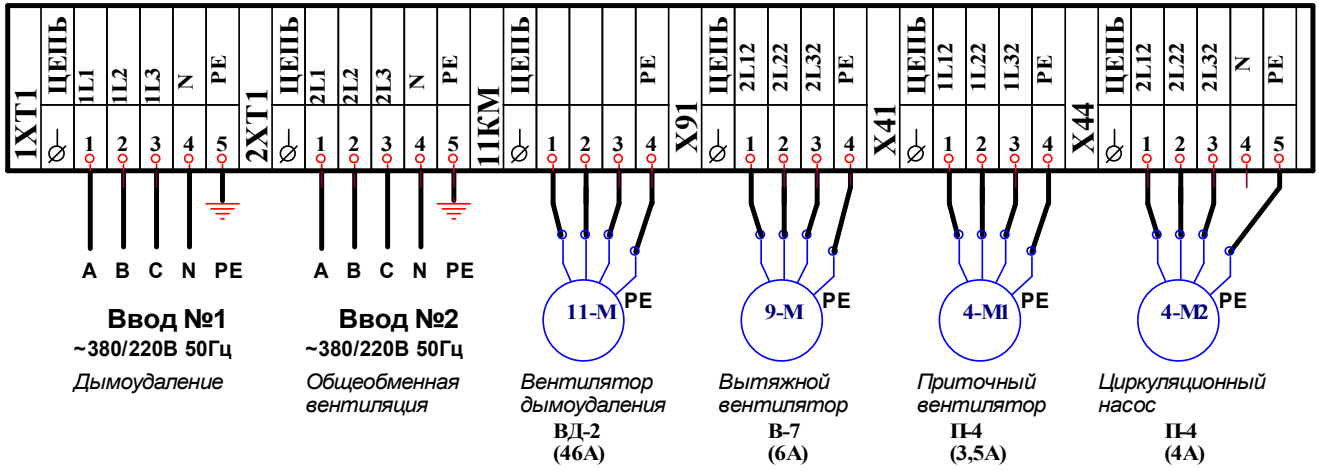 1XT1 ЦЕПЬ 1L1 1L2 1L3 N PE
1 2 3 4 5
A B C N PE
Ввод №1
~380/220В 50Гц
Дымоудаление
2XT1 ЦЕПЬ 2L1 2L2 2L3 N PE
1 2 3 4 5
A B C N PE
Ввод №2
~380/220В 50Гц
Общеобменная
вентиляция
11KM ЦЕПЬ PE
1 2 3 4
11-М PE
Вентилятор
дымоудаления
ВД-2
(46А)
X91 ЦЕПЬ 2L12 2L22 2L32 PE
1 2 3 4
9-М PE
Вытяжной
вентилятор
В-7
(6А)
X41 ЦЕПЬ 1L12 1L22 1L32 PE
1 2 3 4
4-М1 PE
Приточный
вентилятор
П-4
(3,5А)
X44 ЦЕПЬ 2L12 2L22 2L32 N PE
1 2 3 4 5
4-М2 PE
Циркуляционный
насос
П-4
(4А)